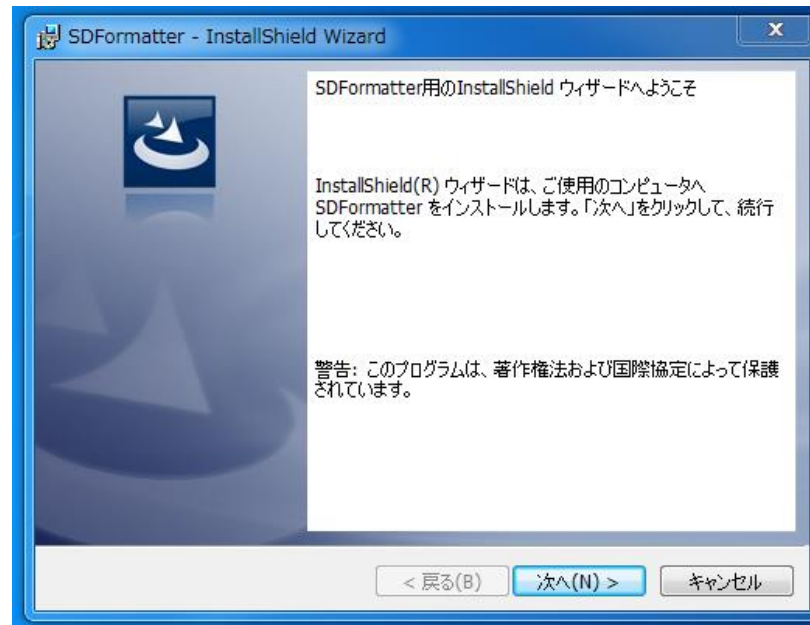 SDFormatter - InstallShield Wizard
SDFormatter用のInstallShield ウィザードへようこそ
InstallShield(R) ウィザードは、ご使用のコンピュータへ
SDFormatter をインストールします。「次へ」をクリックして、続行
してください。
警告: このプログラムは、著作権法および国際協定によって保護
されています。
< 戻る(B)
次へ(N) >
キャンセル